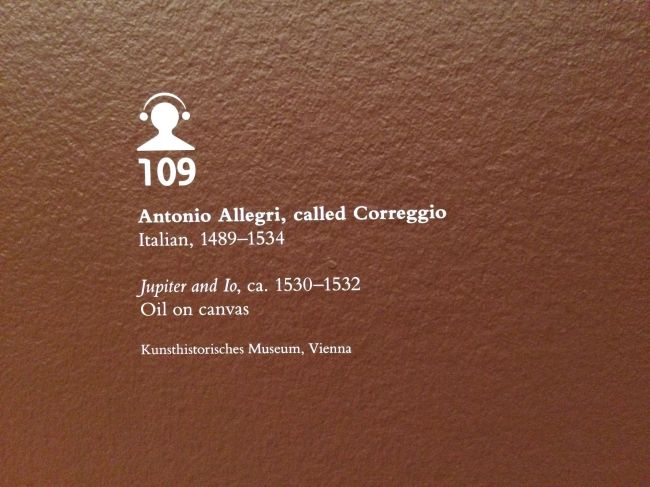 109
Antonio Allegri, called Correggio
Italian, 1489–1534
Jupiter and Io, ca. 1530–1532
Oil on canvas
Kunsthistorisches Museum, Vienna